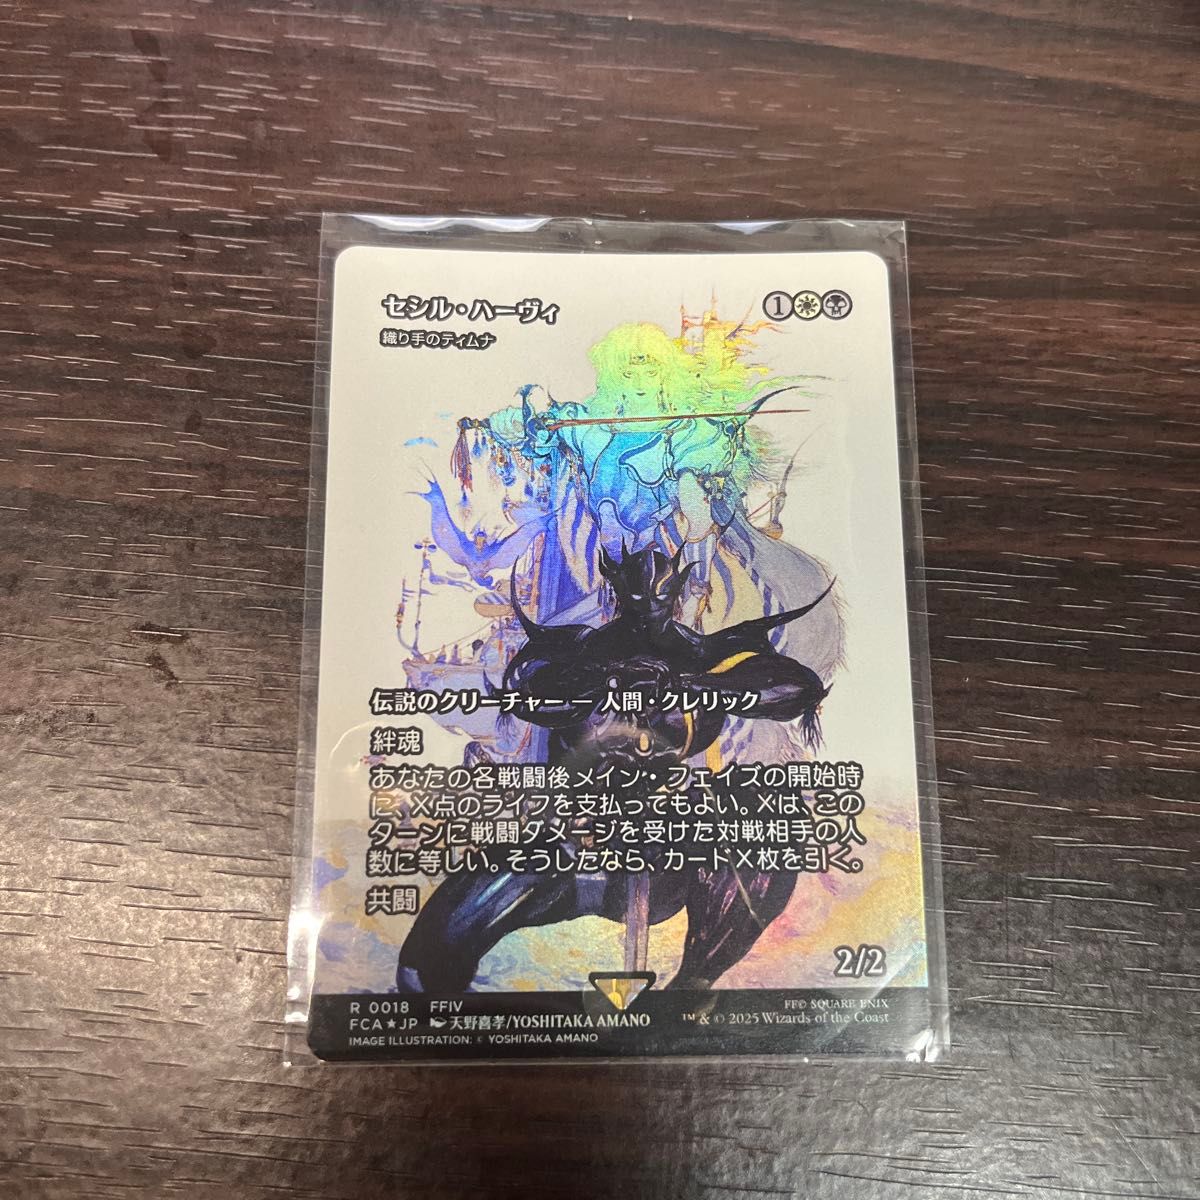 セシル・ハーヴィ
1
織り手のティムナ
伝説のクリーチャー — 人間・クレリック
絆魂
あなたの各戦闘後メイン・フェイズの開始時
に、X点のライフを支払ってもよい。Xは、この
ターンに戦闘ダメージを受けた対戦相手の人
数に等しい。そうしたなら、カードX枚を引く。
共闘
2/2
R 0018 FFIV
FCA★JP 天野喜孝/YOSHITAKA AMANO
IMAGE ILLUSTRATION: © YOSHITAKA AMANO
FF© SQUARE ENIX
™ & © 2025 Wizards of the Coast